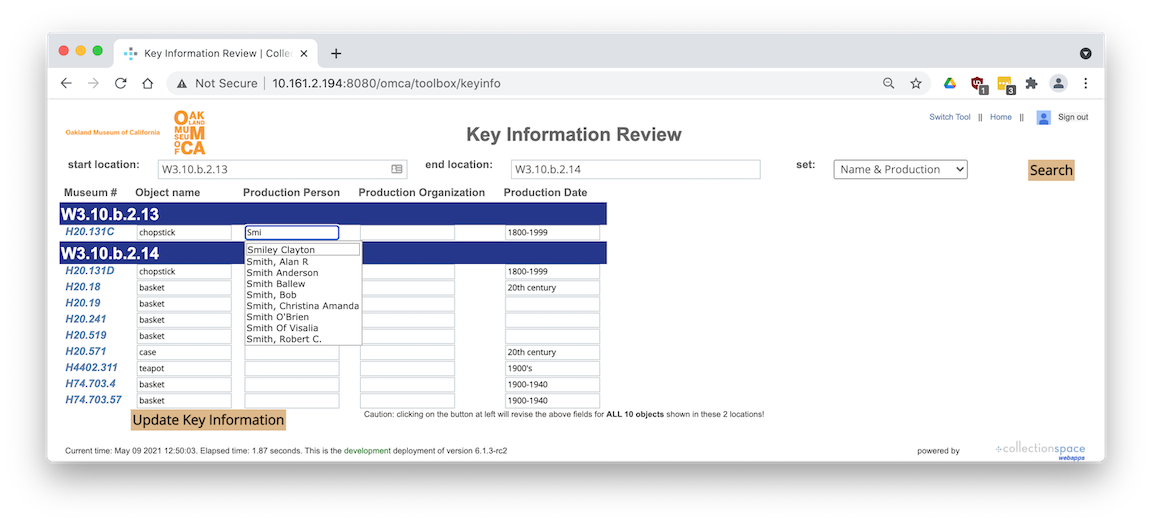 Key Information Review | Colle
Not Secure 10.161.2.194:8080/omca/toolbox/keyinfo
1
3
Oakland Museum of California
OAKLAND MUSEUM OF CA
Key Information Review
Switch Tool || Home || Sign out
start location: W3.10.b.2.13 end location: W3.10.b.2.14 set: Name & Production Search
Museum # Object name Production Person Production Organization Production Date
W3.10.b.2.13
H20.131C chopstick Smi 1800-1999
W3.10.b.2.14
Smiley Clayton
Smith, Alan R
Smith Anderson
Smith Ballew
Smith, Bob
Smith, Christina Amanda
Smith O'Brien
Smith Of Visalia
Smith, Robert C.
H20.131D chopstick 1800-1999
H20.18 basket 20th century
H20.19 basket
H20.241 basket
H20.519 basket
H20.571 case 20th century
H4402.311 teapot 1900's
H74.703.4 basket 1900-1940
H74.703.57 basket 1900-1940
Update Key Information Caution: clicking on the button at left will revise the above fields for ALL 10 objects shown in these 2 locations!
Current time: May 09 2021 12:50:03. Elapsed time: 1.87 seconds. This is the development deployment of version 6.1.3-rc2 powered by collectionspace
webapps